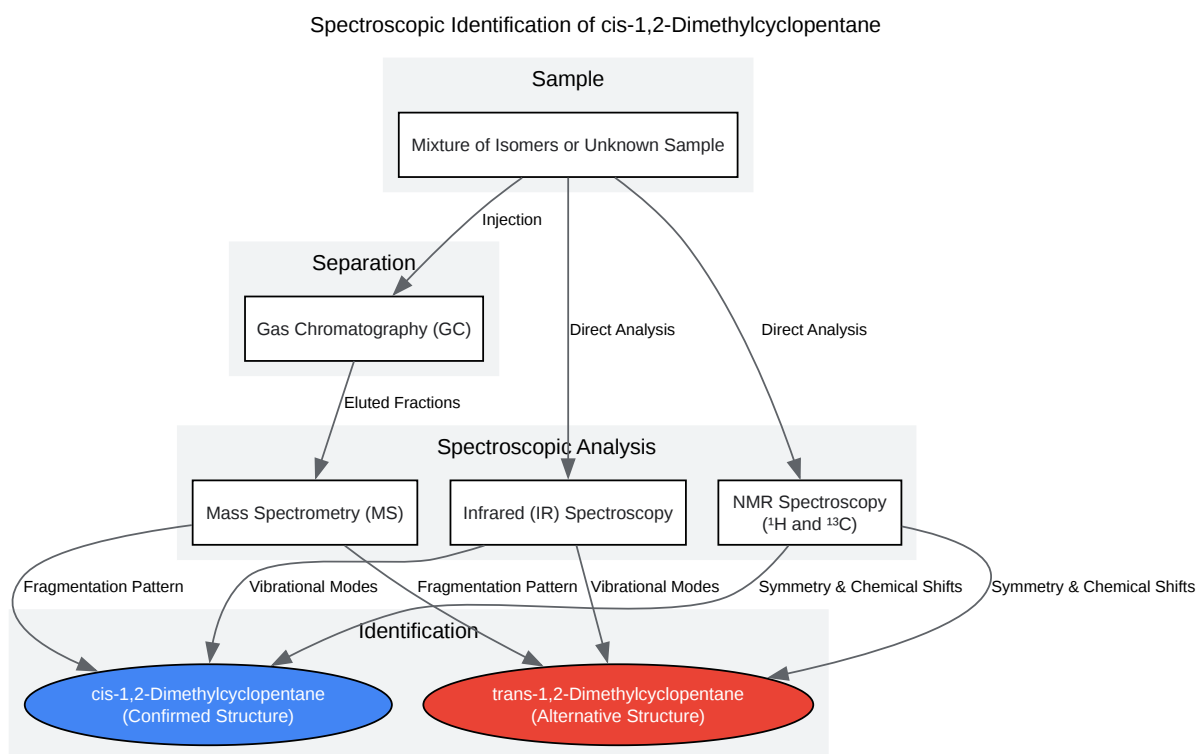 Spectroscopic Identification of cis-1,2-Dimethylcyclopentane
Sample
Mixture of Isomers or Unknown Sample
Injection
Separation
Gas Chromatography (GC)
Direct Analysis
Direct Analysis
Eluted Fractions
Spectroscopic Analysis
Mass Spectrometry (MS)
Infrared (IR) Spectroscopy
NMR Spectroscopy
(¹H and ¹³C)
Fragmentation Pattern
Vibrational Modes
Fragmentation Pattern
Vibrational Modes
Symmetry & Chemical Shifts
Symmetry & Chemical Shifts
Identification
cis-1,2-Dimethylcyclopentane
(Confirmed Structure)
trans-1,2-Dimethylcyclopentane
(Alternative Structure)